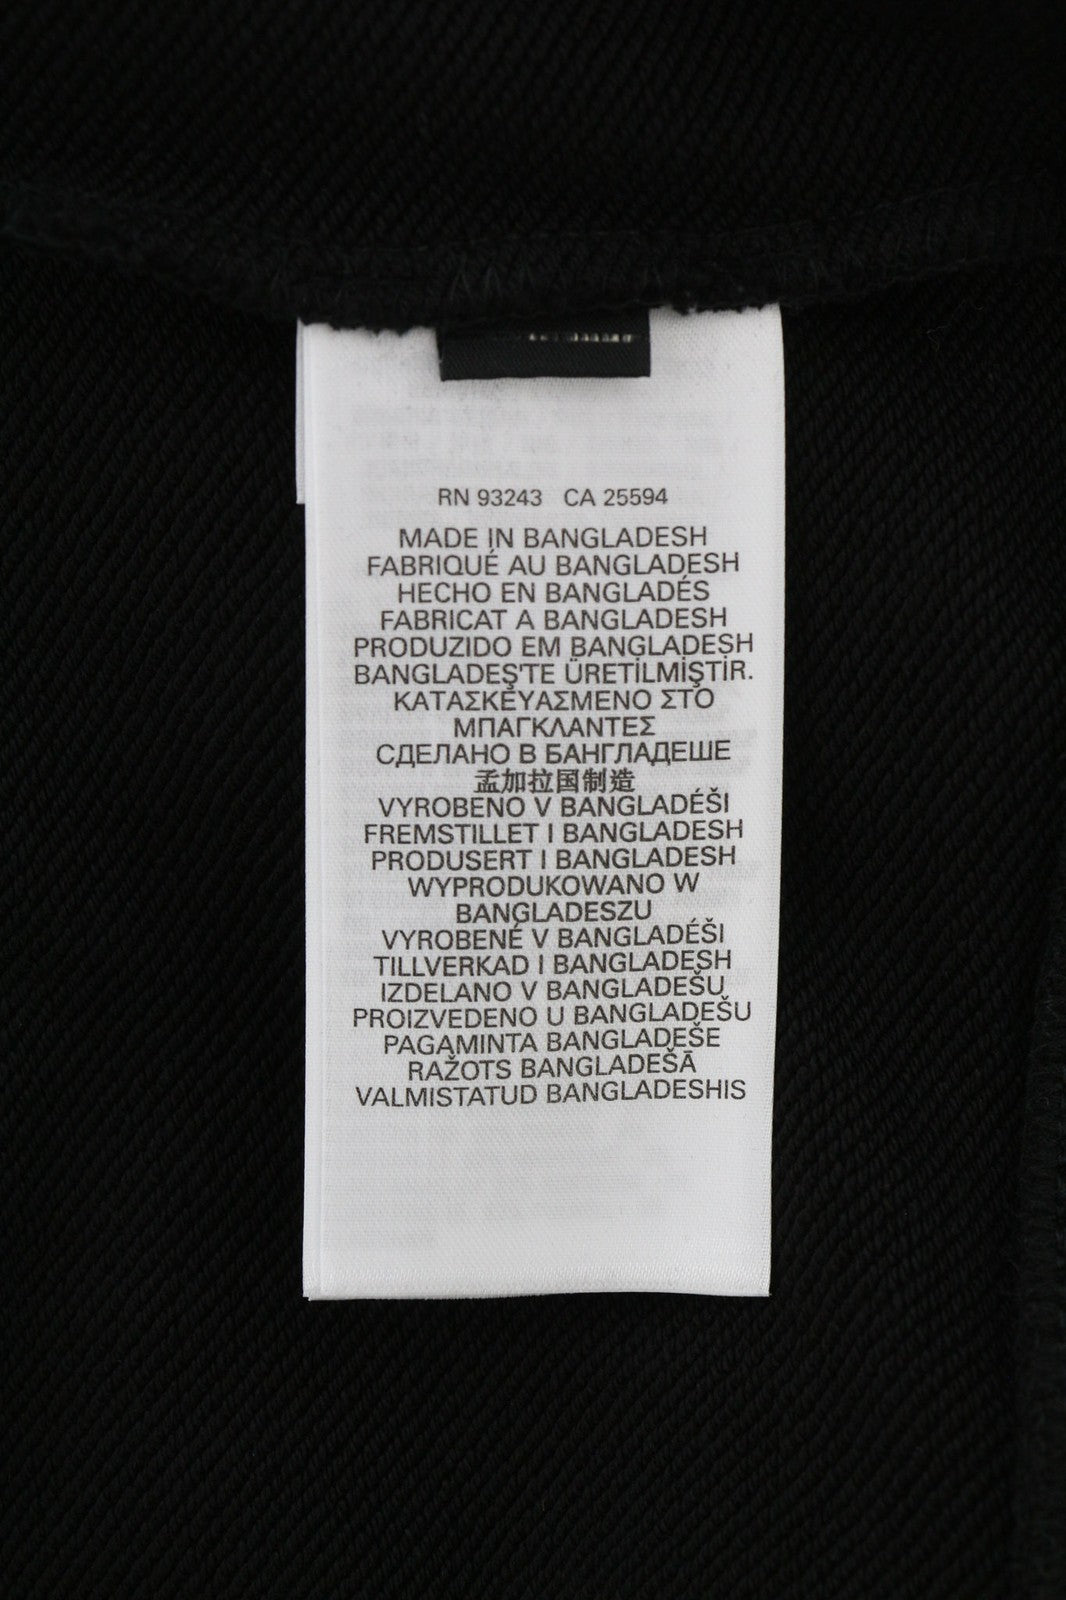 RN 93243 CA 25594
MADE IN BANGLADESH
FABRIQUÉ AU BANGLADESH
HECHO EN BANGLADÉS
FABRICAT A BANGLADESH
PRODUZIDO EM BANGLADESH
BANGLADEŞ'TE ÜRETİLMİŞTİR.
ΚΑΤΑΣΚΕΥΑΣΜΕΝΟ ΣΤΟ
ΜΠΑΓΚΛΑΝΤΕΣ
СДЕЛАНО В БАНГЛАДЕШЕ
孟加拉国制造
VYROBENO V BANGLADÉŠI
FREMSTILLET I BANGLADESH
PRODUSERT I BANGLADESH
WYPRODUKOWANO W
BANGLADESZU
VYROBENÉ V BANGLADÉŠI
TILLVERKAD I BANGLADESH
IZDELANO V BANGLADEŠU
PROIZVEDENO U BANGLADEŠU
PAGAMINTA BANGLADEŠE
RAŽOTS BANGLADEŠĀ
VALMISTATUD BANGLADESHIS